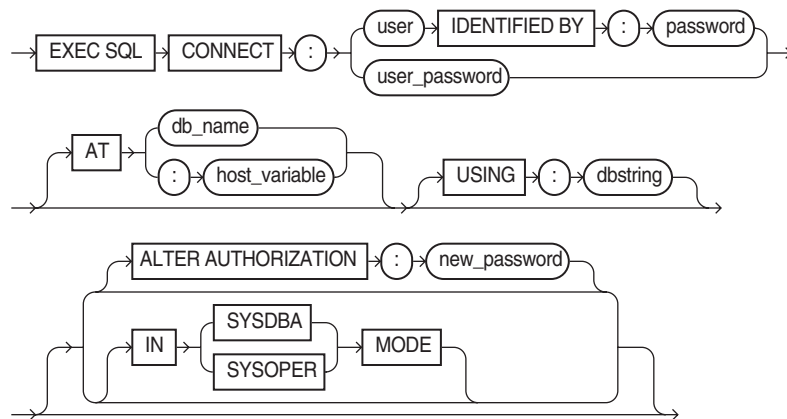 EXEC SQL CONNECT : user IDENTIFIED BY : password
user_password
AT db_name
: host_variable
USING : dbstring
ALTER AUTHORIZATION : new_password
IN SYSDBA MODE
SYSOPER